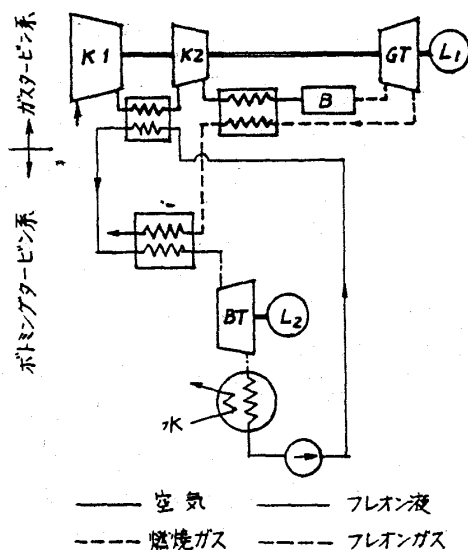 K1
K2
GT
L1
B
ガスタービン系
ボトミングタービン系
BT
L2
水
空気
フレオン液
燃焼ガス
フレオンガス